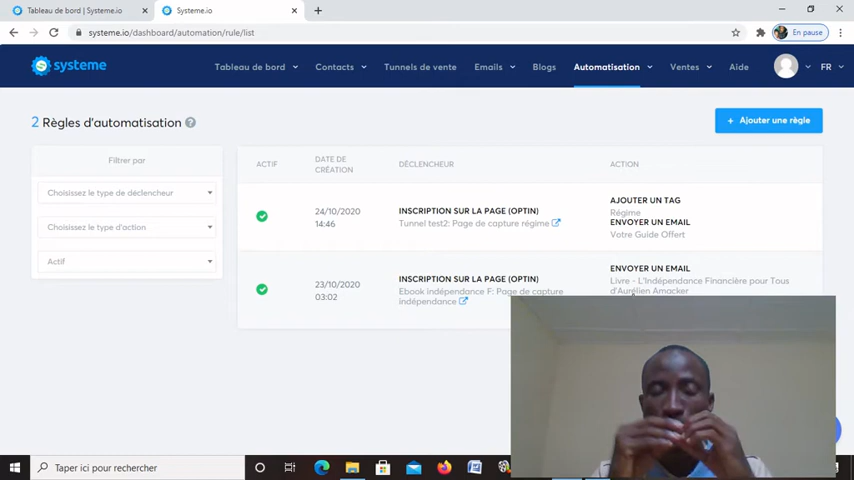 Tableau de bord | Systeme.io
Systeme.io
systeme.io/dashboard/automation/rule/list
En pause
systeme
Tableau de bord
Contacts
Tunnels de vente
Emails
Blogs
Automatisation
Ventes
Aide
FR
2 Règles d'automatisation
+ Ajouter une règle
Filtrer par
Choisissez le type de déclencheur
Choisissez le type d'action
Actif
ACTIF
DATE DE
CRÉATION
DÉCLENCHEUR
ACTION
24/10/2020
14:46
INSCRIPTION SUR LA PAGE (OPTIN)
Tunnel test2: Page de capture régime
AJOUTER UN TAG
Régime
ENVOYER UN EMAIL
Votre Guide Offert
23/10/2020
03:02
INSCRIPTION SUR LA PAGE (OPTIN)
Ebook indépendance F: Page de capture
indépendance
ENVOYER UN EMAIL
Livre - L'Indépendance Financière pour Tous
d'Aurélien Amacker
Taper ici pour rechercher